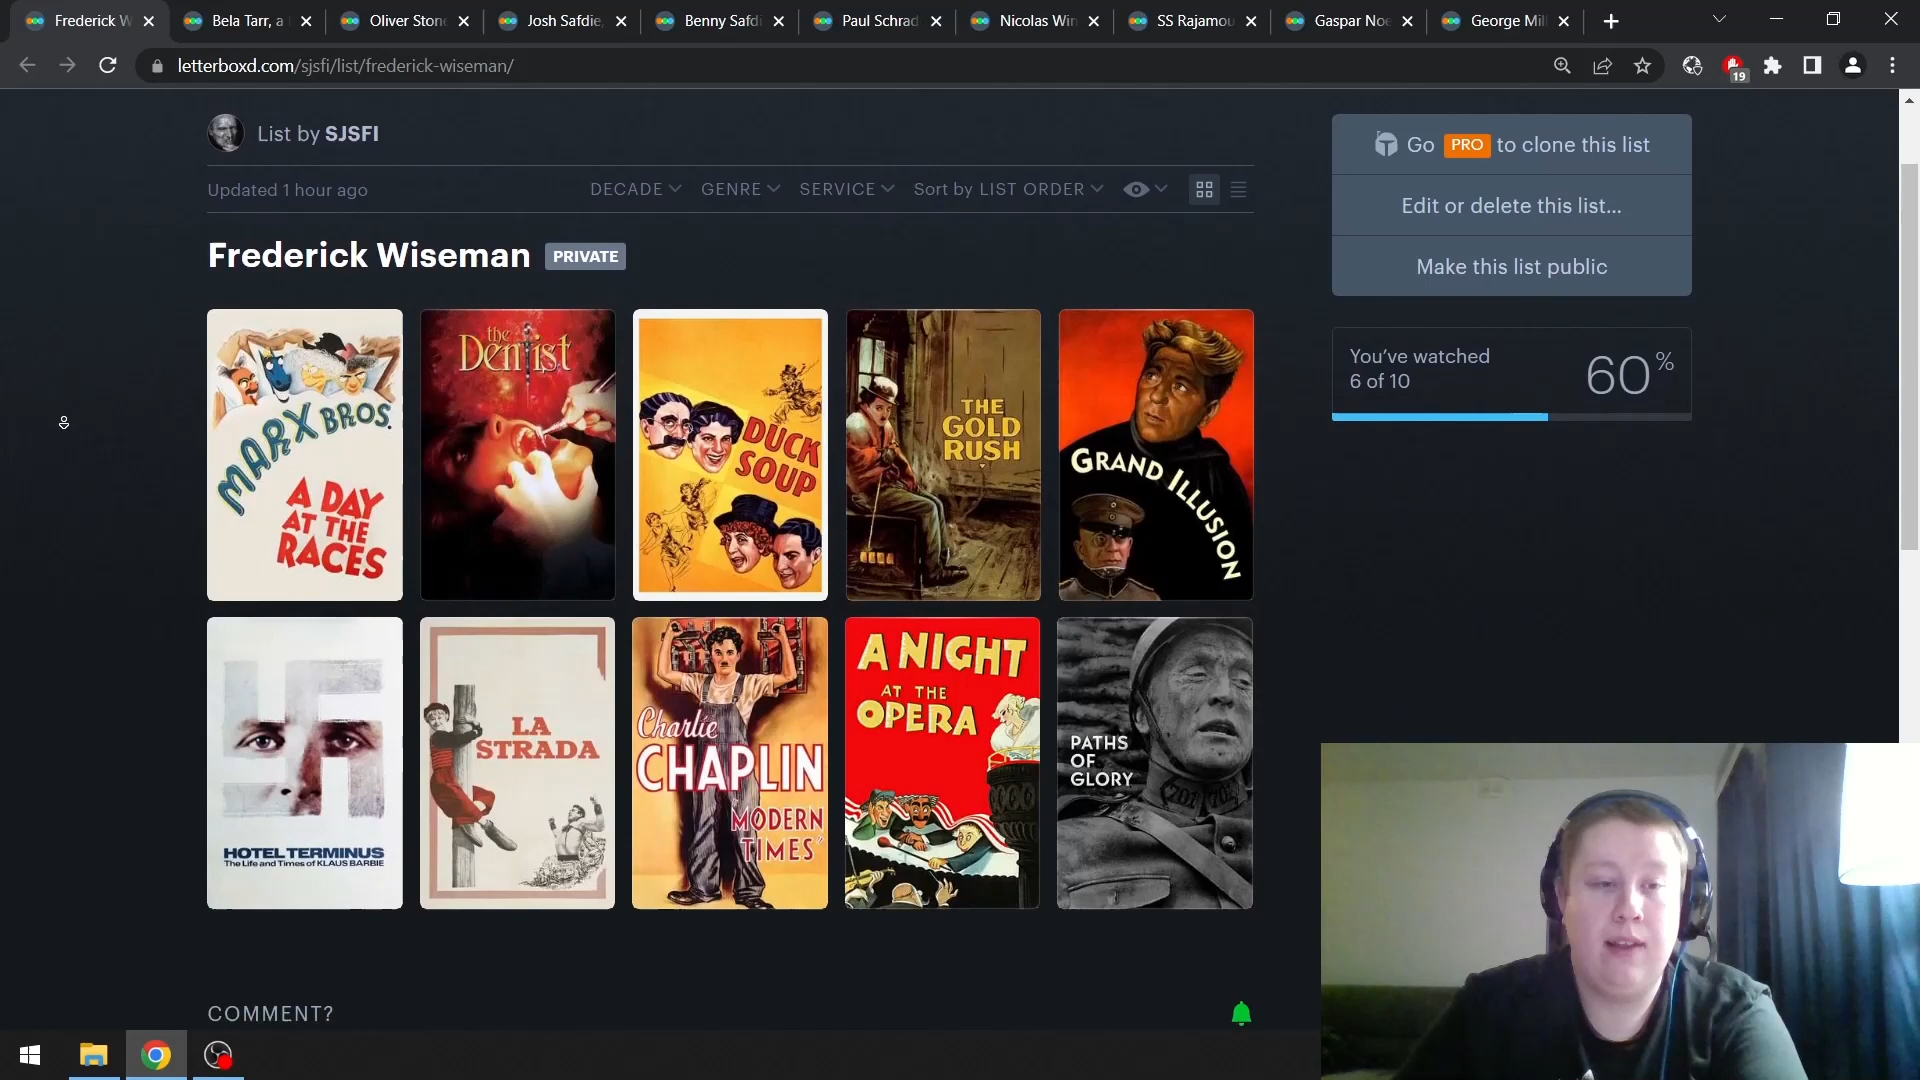 Frederick W
Bela Tarr, a
Oliver Stone
Josh Safdie,
Benny Safdi
Paul Schrad
Nicolas Win
SS Rajamou
Gaspar Noe
George Mil
letterboxd.com/sjsfi/list/frederick-wiseman/
19
List by SJSFI
Updated 1 hour ago
DECADE
GENRE
SERVICE
Sort by LIST ORDER
Frederick Wiseman
PRIVATE
Go PRO to clone this list
Edit or delete this list...
Make this list public
You've watched
6 of 10
60%
MARX BROS.
A DAY
AT THE
RACES
the
Dentist
DUCK
SOUP
THE
GOLD
RUSH
GRAND ILLUSION
HOTEL TERMINUS
The Life and Times of KLAUS BARBIE
LA
STRADA
Charlie
CHAPLIN
"MODERN
TIMES"
A NIGHT
AT THE
OPERA
PATHS
OF
GLORY
COMMENT?